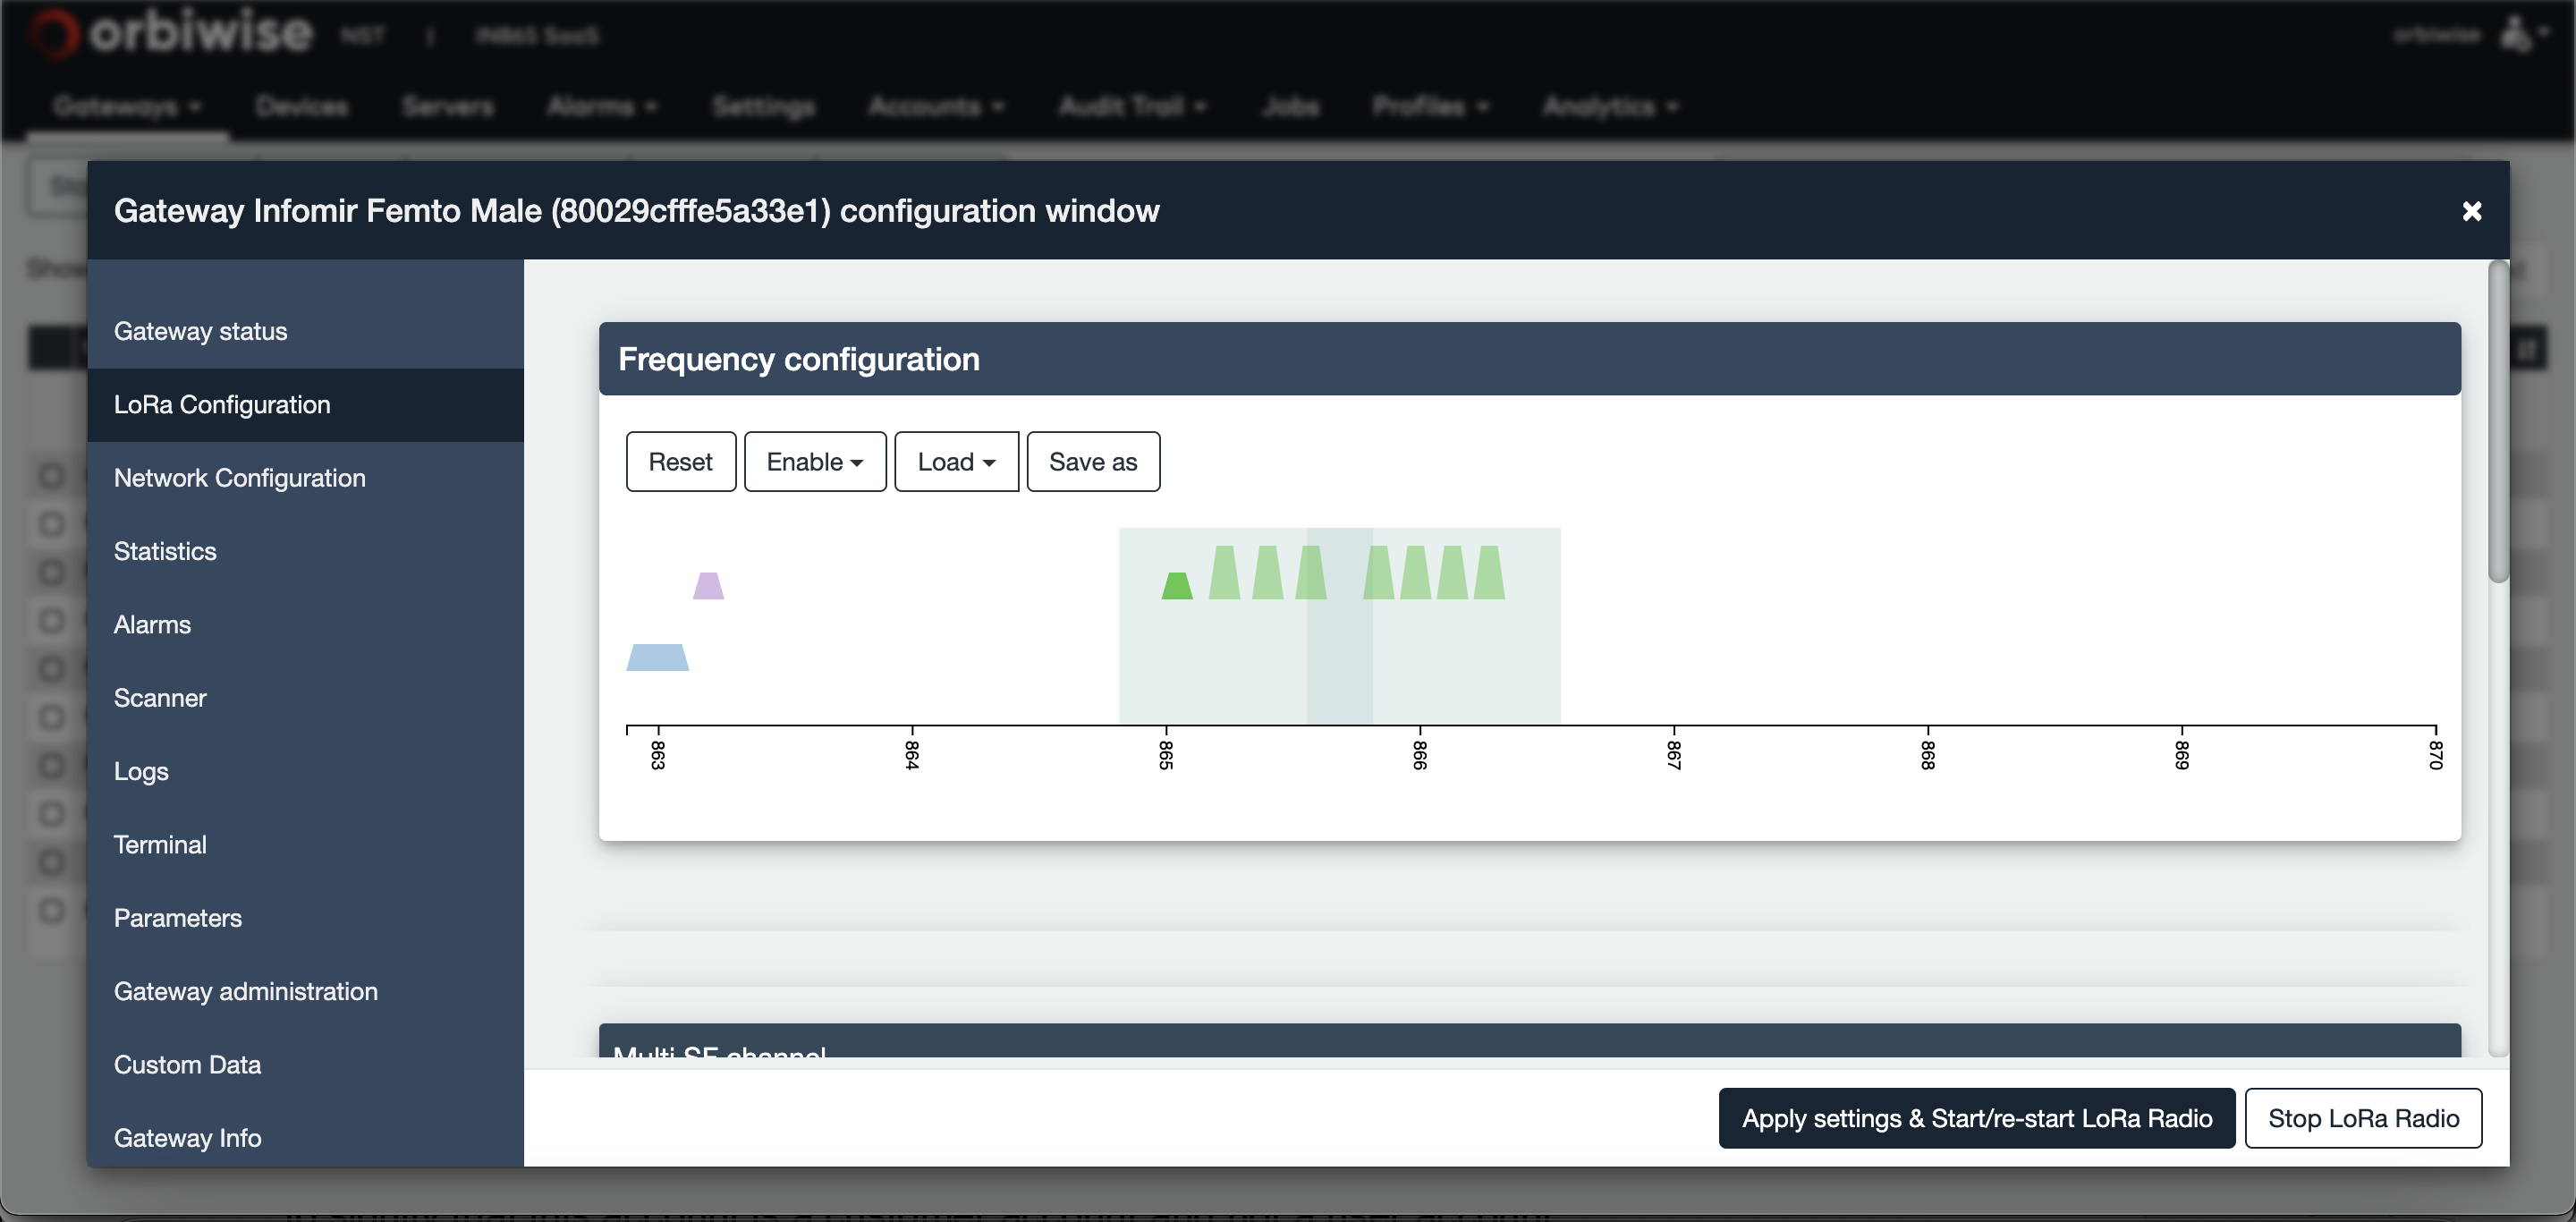 orbiwise NST | IN865 SaaS orbiwise
Gateways Devices Servers Alarms Settings Accounts Audit Trail Jobs Profiles Analytics
Gateway Infomir Femto Male (80029cfffe5a33e1) configuration window
Gateway status
LoRa Configuration
Network Configuration
Statistics
Alarms
Scanner
Logs
Terminal
Parameters
Gateway administration
Custom Data
Gateway Info
Frequency configuration
Reset Enable Load Save as
863 864 865 866 867 868 869 870
Multi SF channel
Apply settings & Start/re-start LoRa Radio Stop LoRa Radio